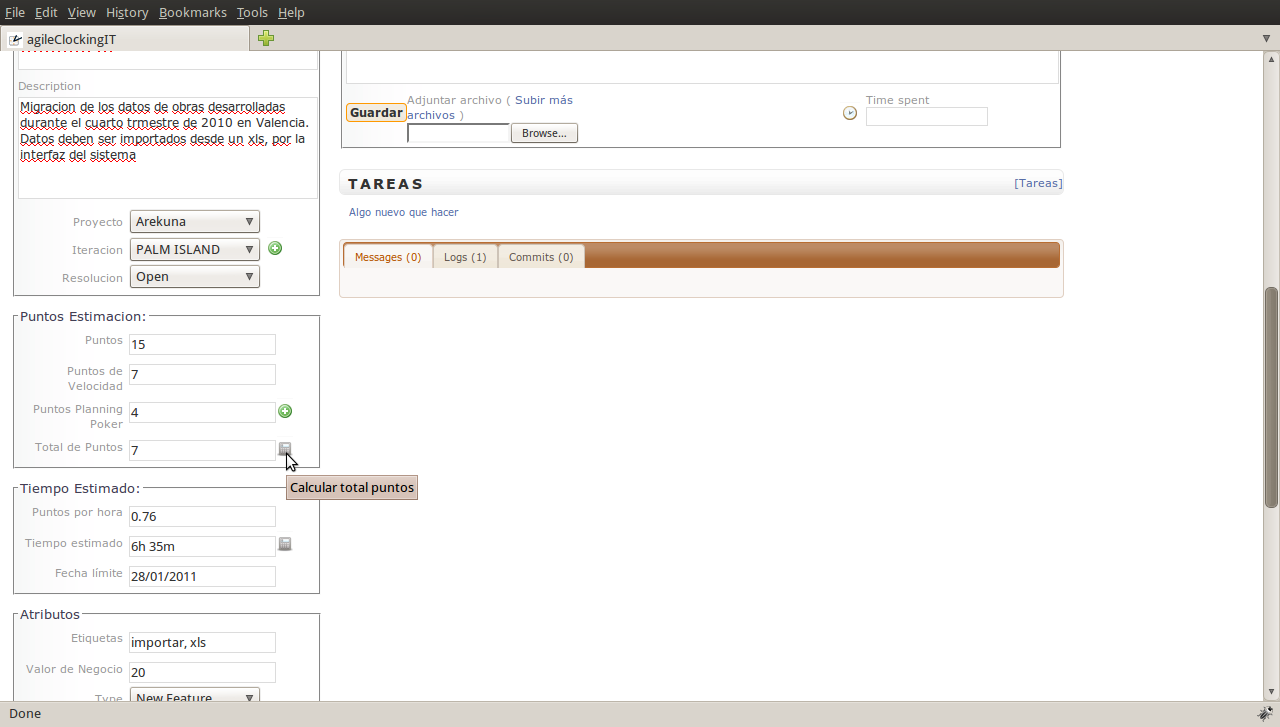 File Edit View History Bookmarks Tools Help
agileClockingIT
Description
Migracion de los datos de obras desarrolladas
durante el cuarto trmestre de 2010 en Valencia.
Datos deben ser importados desde un xls, por la
interfaz del sistema
Proyecto Arekuna
Iteracion PALM ISLAND
Resolucion Open
Puntos Estimacion:
Puntos 15
Puntos de
Velocidad
7
Puntos Planning
Poker
4
Total de Puntos 7
Calcular total puntos
Tiempo Estimado:
Puntos por hora 0.76
Tiempo estimado 6h 35m
Fecha límite 28/01/2011
Atributos
Etiquetas importar, xls
Valor de Negocio 20
Type New Feature
Guardar
Adjuntar archivo ( Subir más
archivos )
Browse...
Time spent
TAREAS [Tareas]
Algo nuevo que hacer
Messages (0) Logs (1) Commits (0)
Done